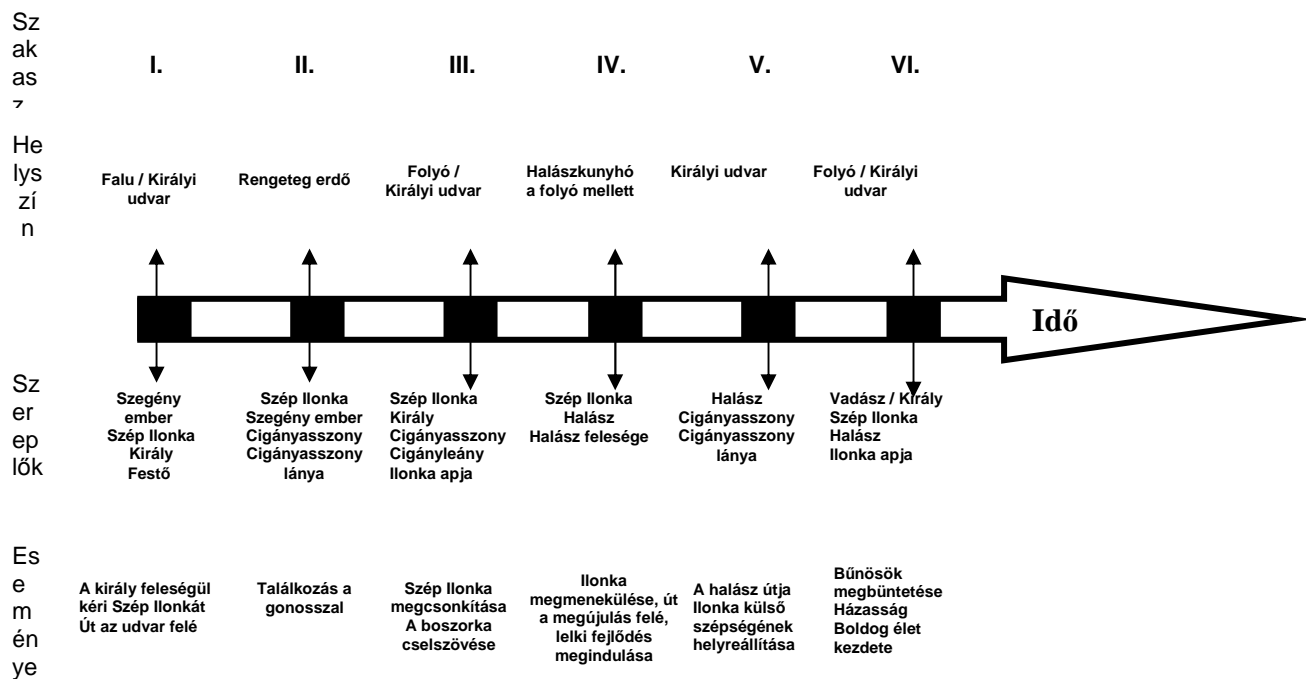 Sz
ak
as
z
I.
II.
III.
IV.
V.
VI.
He
lys
zí
n
Falu / Királyi
udvar
Rengeteg erdő
Folyó /
Királyi udvar
Halászkunyhó
a folyó mellett
Királyi udvar
Folyó / Királyi
udvar
Idő
Sz
er
epl
ők
Szegény
ember
Szép Ilonka
Király
Festő
Szép Ilonka
Szegény ember
Cigányasszony
Cigányasszony
lánya
Szép Ilonka
Király
Cigányasszony
Cigányleány
Ilonka apja
Szép Ilonka
Halász
Halász felesége
Halász
Cigányasszony
Cigányasszony
lánya
Vadász / Király
Szép Ilonka
Halász
Ilonka apja
Es
e
m
én
ye
A király feleségül
kéri Szép Ilonkát
Út az udvar felé
Találkozás a
gonosszal
Szép Ilonka
megcsonkítása
A boszorka
cselszövése
Ilonka
megmenekülése, út
a megújulás felé,
lelki fejlődés
megindulása
A halász útja
Ilonka külső
szépségének
helyreállítása
Bűnösök
megbüntetése
Házasság
Boldog élet
kezdete